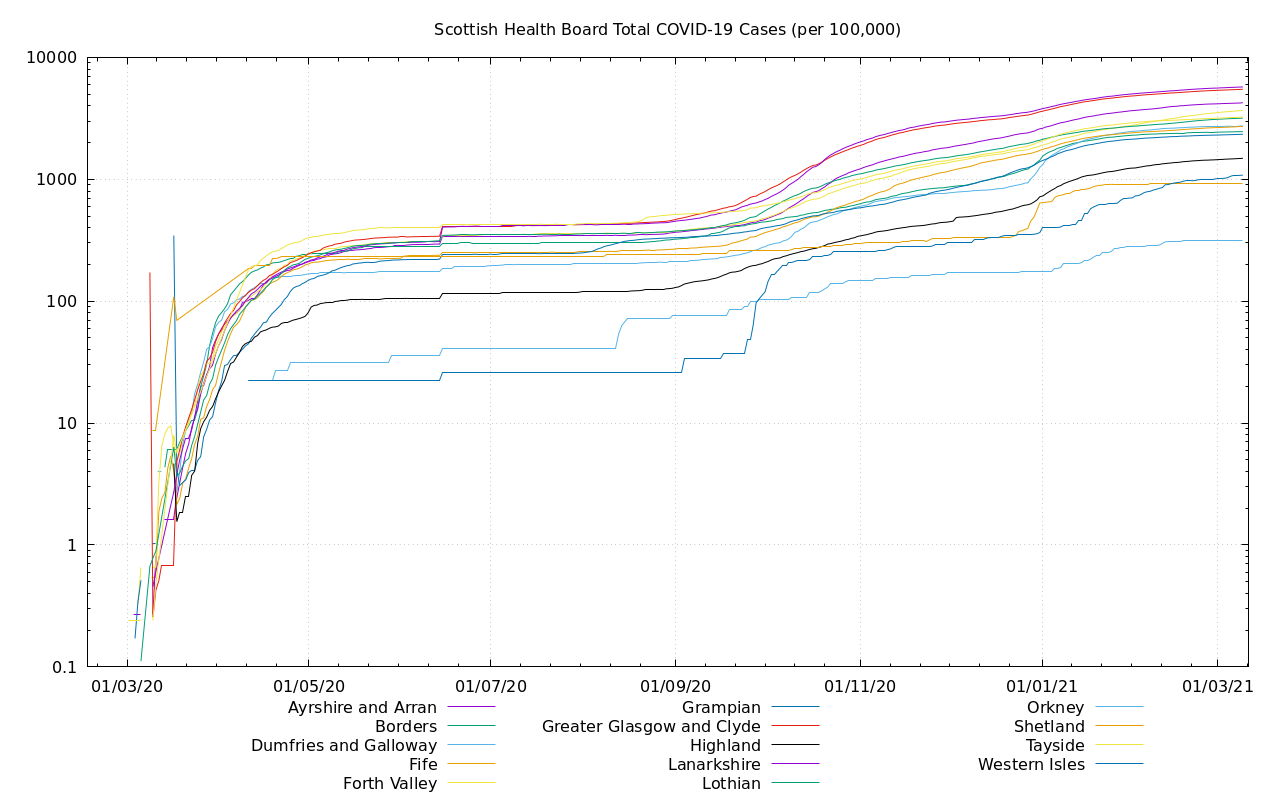 Scottish Health Board Total COVID-19 Cases (per 100,000)
10000
1000
100
10
1
0.1
01/03/20 01/05/20 01/07/20 01/09/20 01/11/20 01/01/21 01/03/21
Ayrshire and Arran Grampian Orkney
Borders Greater Glasgow and Clyde Shetland
Dumfries and Galloway Highland Tayside
Fife Lanarkshire Western Isles
Forth Valley Lothian